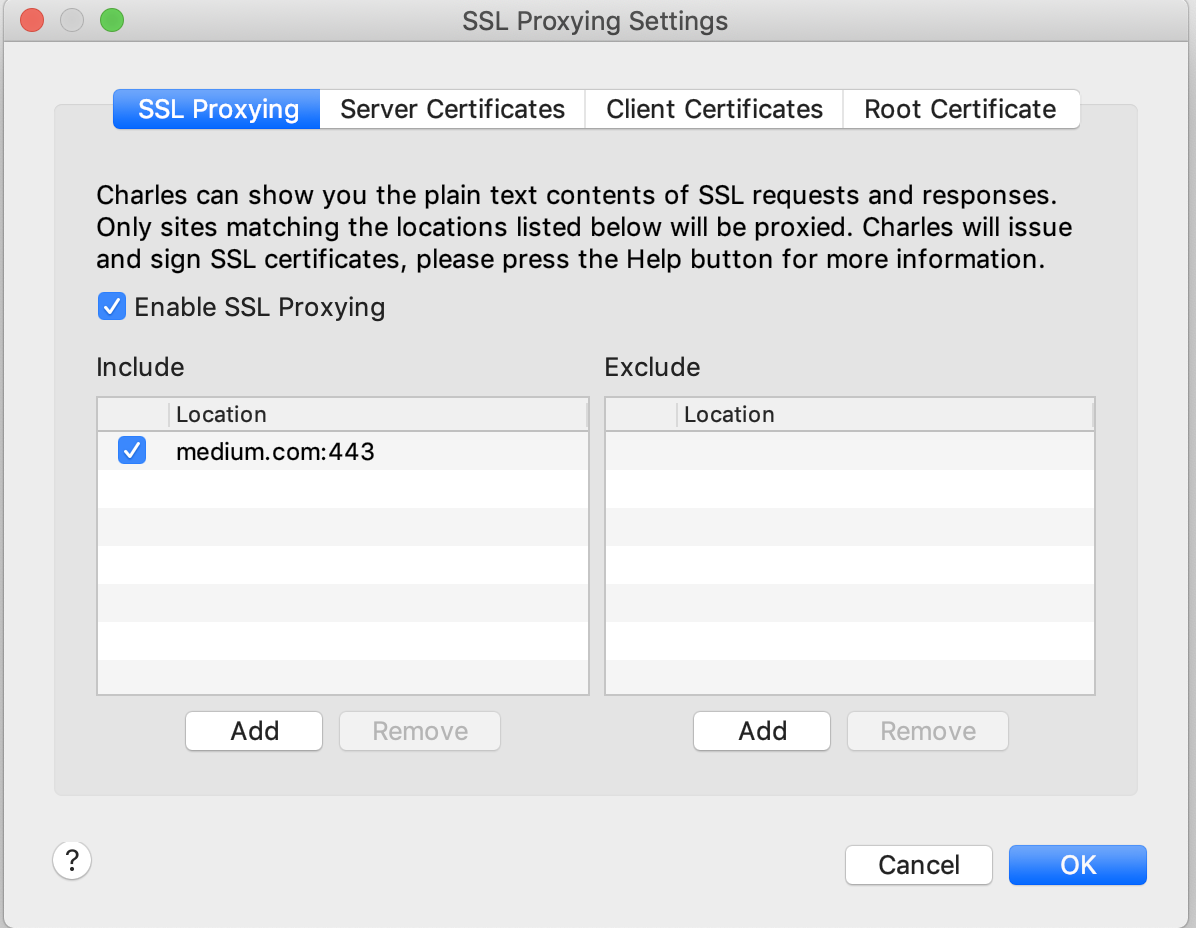 SSL Proxying Settings
SSL Proxying
Server Certificates
Client Certificates
Root Certificate
Charles can show you the plain text contents of SSL requests and responses.
Only sites matching the locations listed below will be proxied. Charles will issue
and sign SSL certificates, please press the Help button for more information.
Enable SSL Proxying
Include
Exclude
Location
Location
medium.com:443
Add
Remove
Add
Remove
?
Cancel
OK